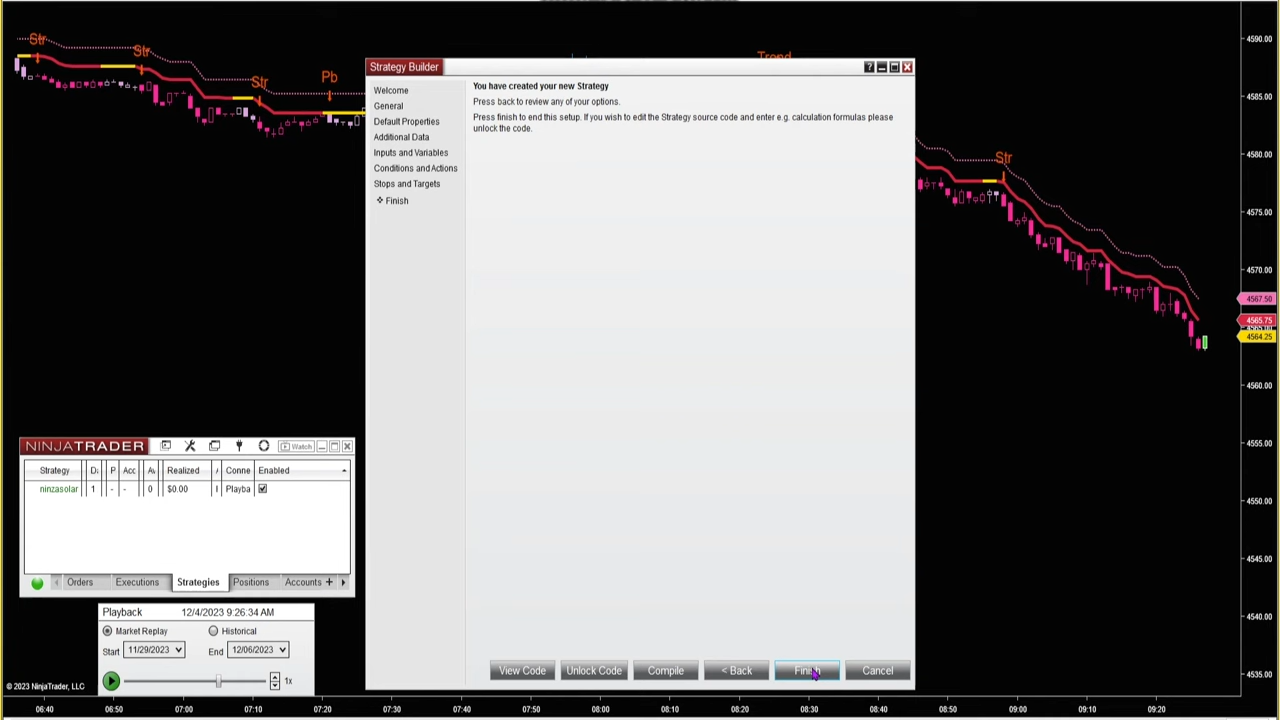 Str
Str
Str
Pb
Trend
Str
Strategy Builder
?
Welcome
General
Default Properties
Additional Data
Inputs and Variables
Conditions and Actions
Stops and Targets
Finish
You have created your new Strategy
Press back to review any of your options.
Press finish to end this setup. If you wish to edit the Strategy source code and enter e.g. calculation formulas please
unlock the code.
View Code Unlock Code Compile < Back Finish Cancel
4590.00
4585.00
4580.00
4575.00
4570.00
4567.50
4565.75
4564.25
4560.00
4555.00
4550.00
4545.00
4540.00
4535.00
NINJATRADER Watch
Strategy P Acc Realized Conne Enabled
ninzasolar 1 - - 0 $0.00 Playba
Orders Executions Strategies Positions Accounts +
Playback 12/4/2023 9:26:34 AM
Market Replay Historical
Start 11/29/2023 End 12/06/2023
1x
© 2023 NinjaTrader, LLC
06:40 06:50 07:00 07:10 07:20 07:30 07:40 07:50 08:00 08:10 08:20 08:30 08:40 08:50 09:00 09:10 09:20